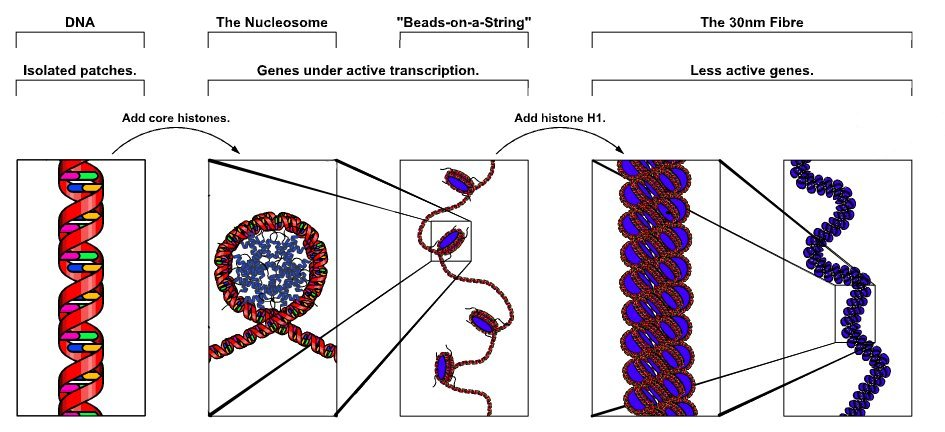 DNA
The Nucleosome
"Beads-on-a-String"
The 30nm Fibre
Isolated patches.
Genes under active transcription.
Less active genes.
Add core histones.
Add histone H1.